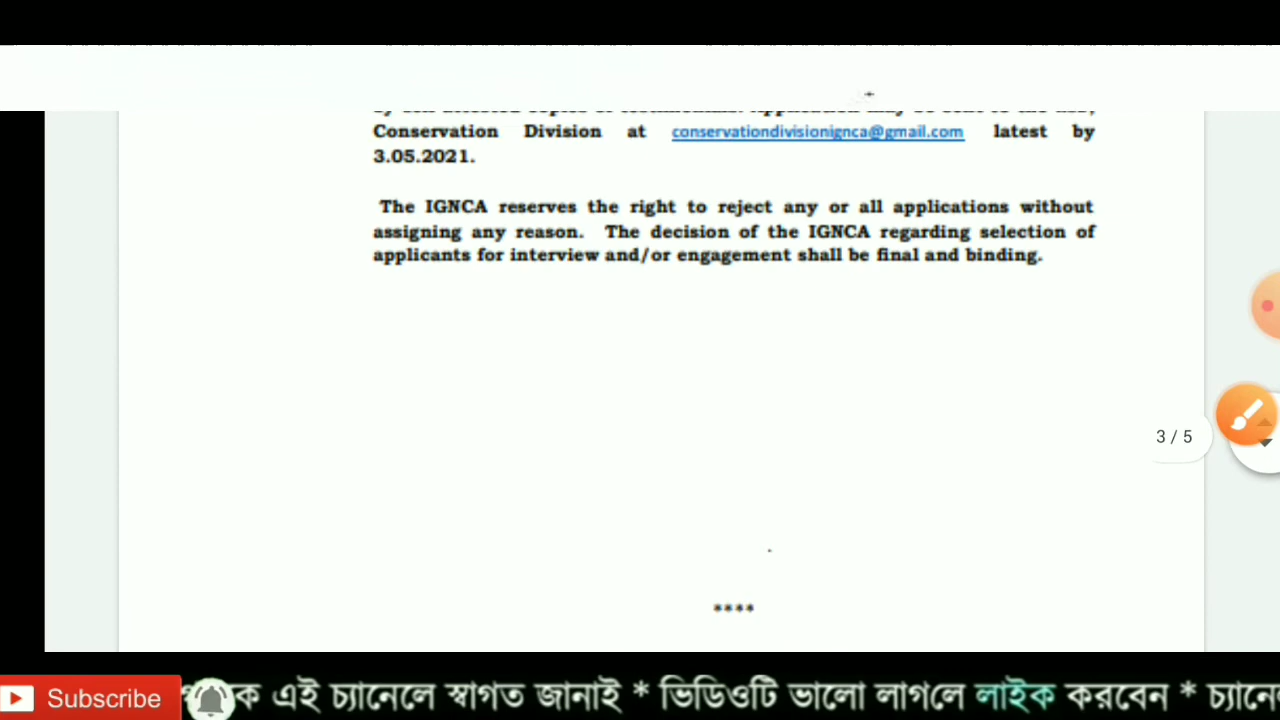 Conservation Division at conservationdivisionignca@gmail.com latest by
3.05.2021.
The IGNCA reserves the right to reject any or all applications without
assigning any reason. The decision of the IGNCA regarding selection of
applicants for interview and/or engagement shall be final and binding.
3 / 5
****
Subscribe
এই চ্যানেলে স্বাগত জানাই * ভিডিওটি ভালো লাগলে লাইক করবেন *